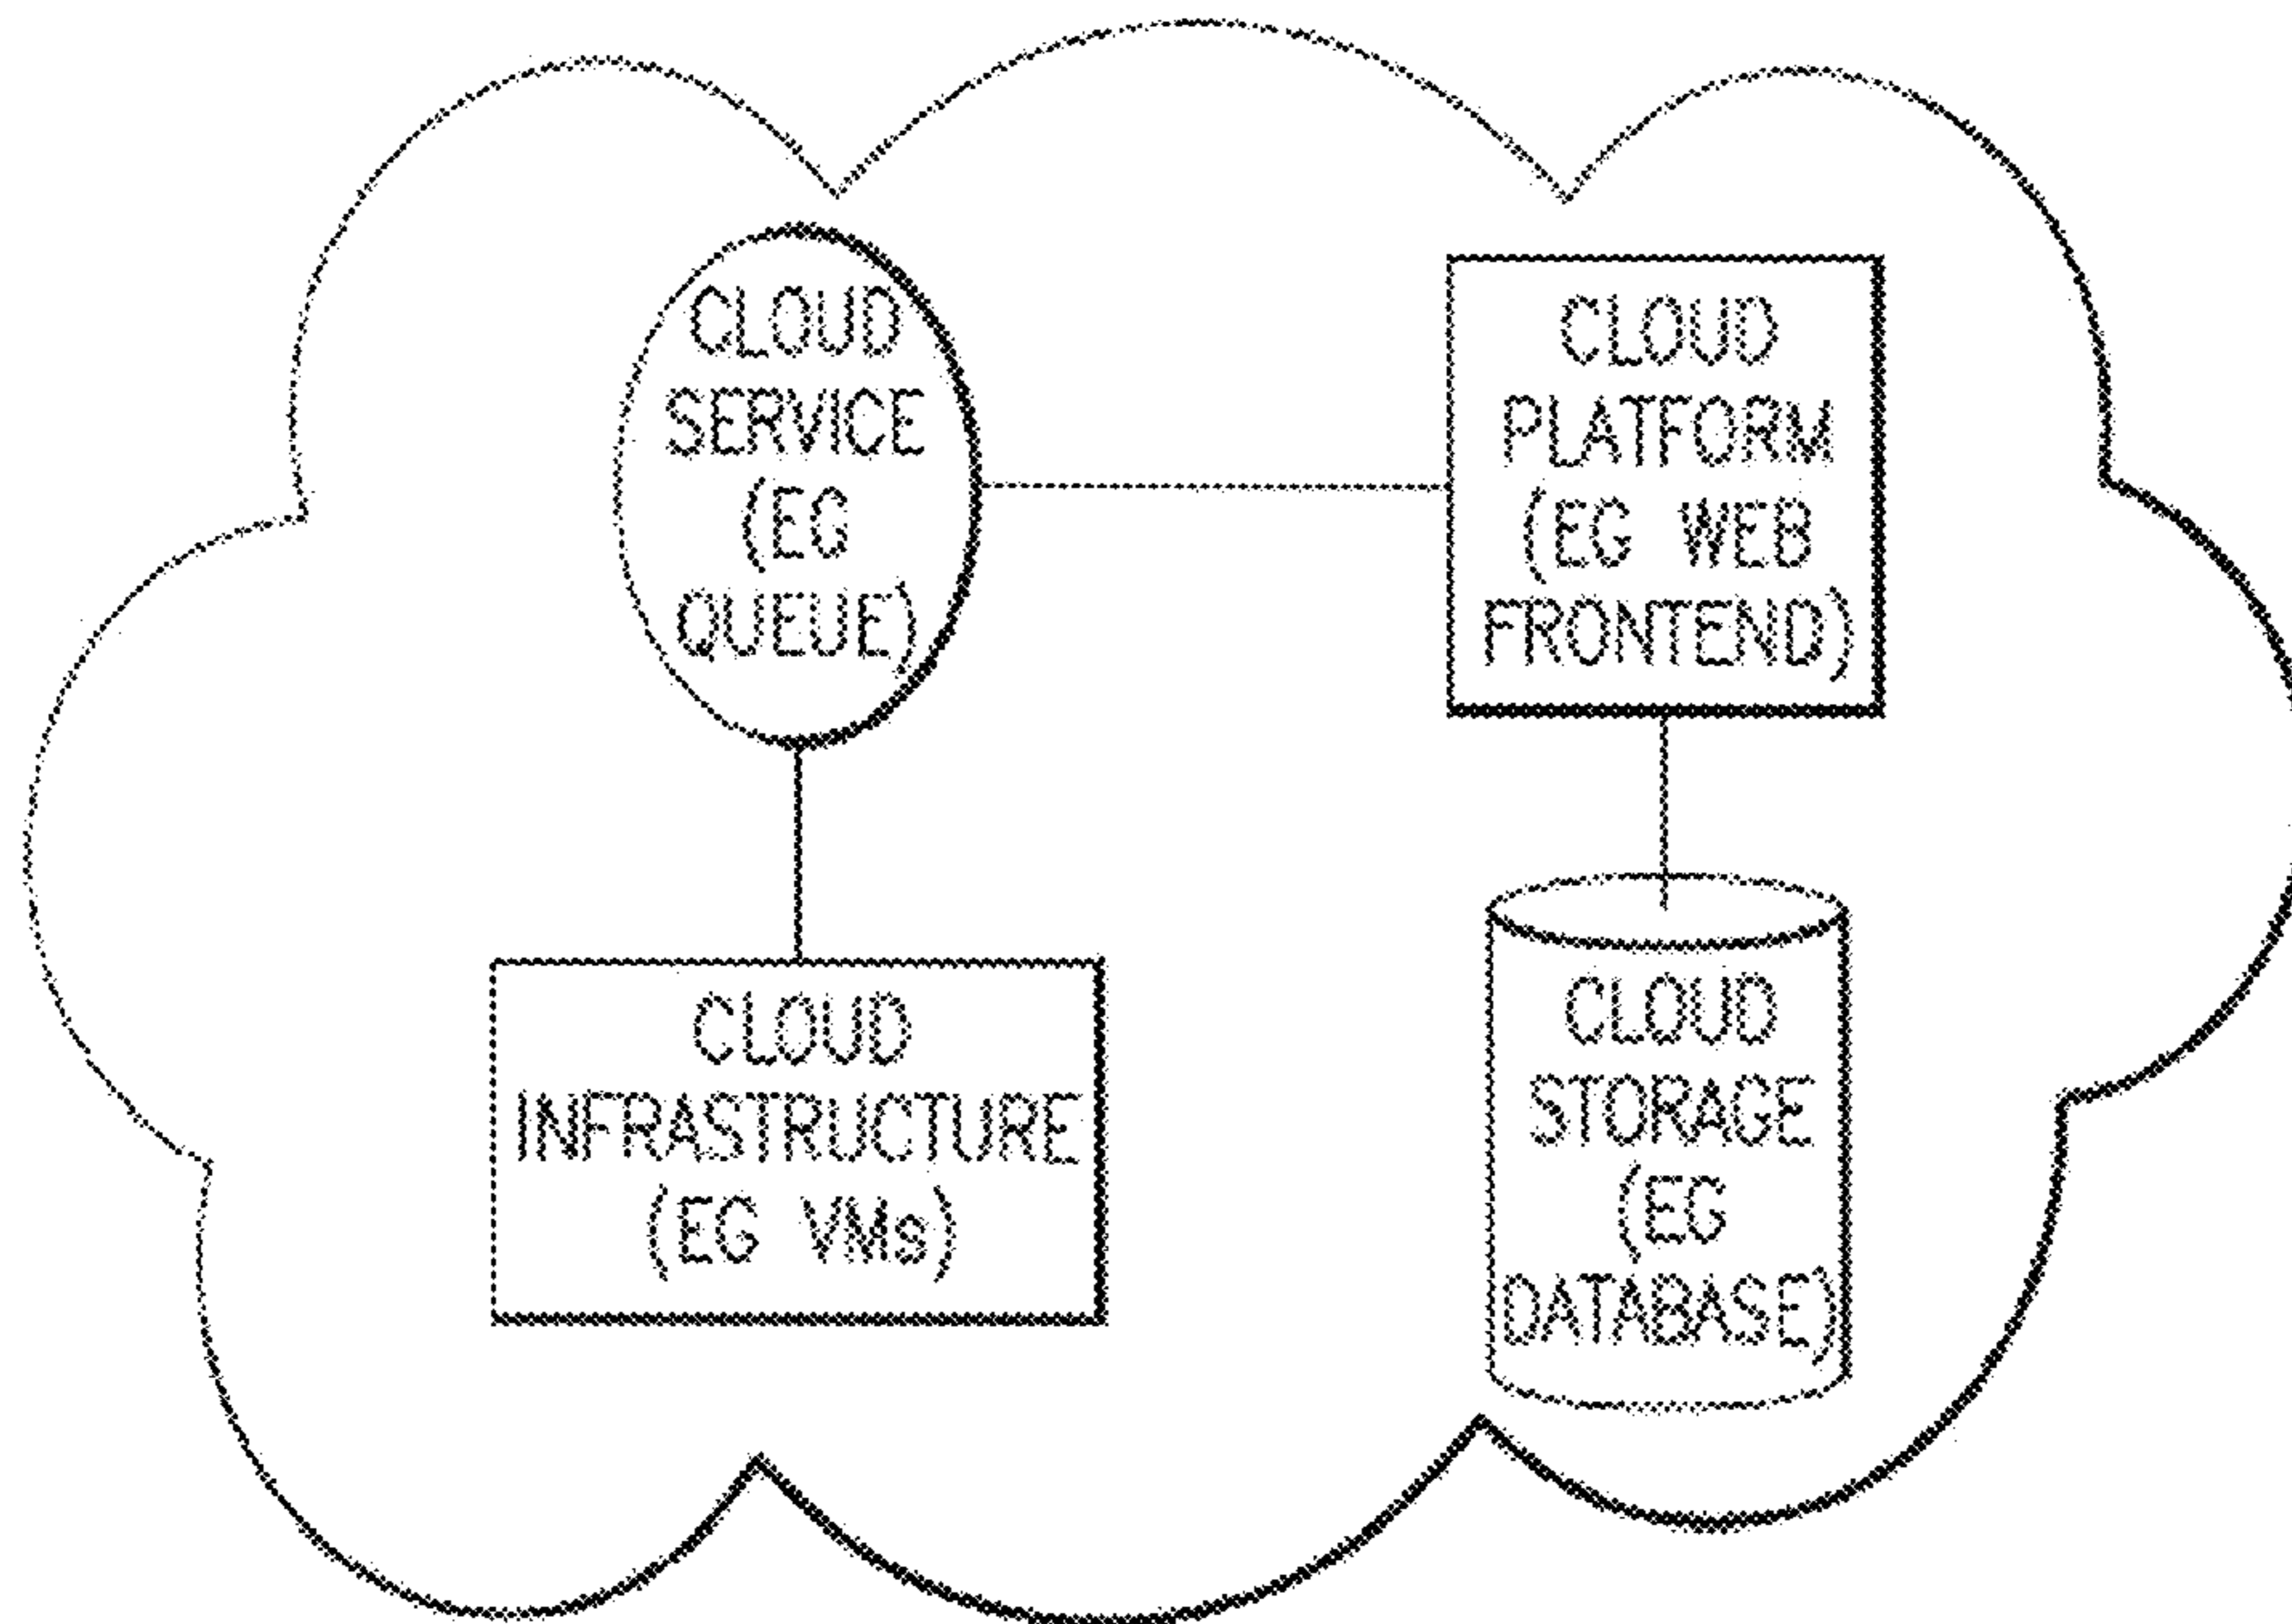 CLOUD
SERVICE
(EG
QUEUE)
CLOUD
PLATFORM
(EG WEB
FRONTEND)
CLOUD
INFRASTRUCTURE
(EG VMs)
CLOUD
STORAGE
(EG
DATABASE)